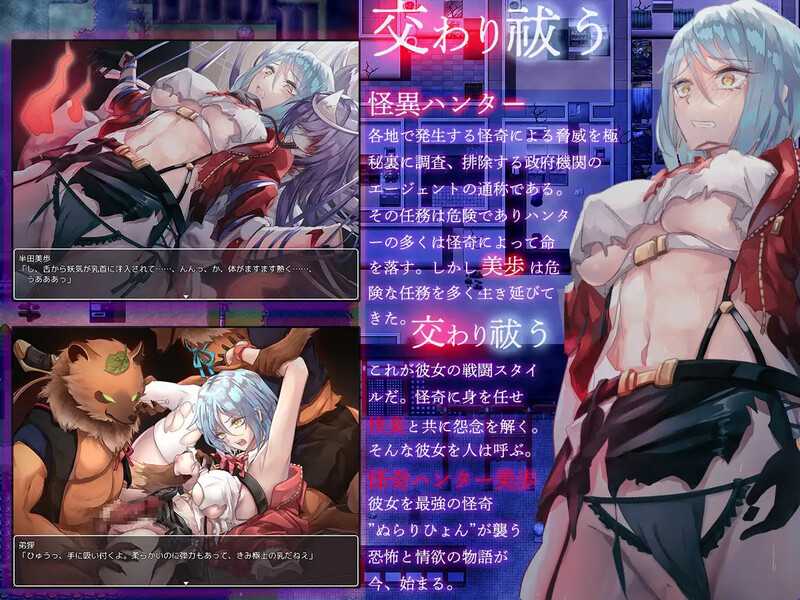 交わり祓う
怪異ハンター
各地で発生する怪奇による脅威を極
秘裏に調査、排除する政府機関の
エージェントの通称である。
その任務は危険でありハンタ
ーの多くは怪奇によって命
を落す。しかし 美歩 は危
険な任務を多く生き延びて
きた。
交わり祓う
これが彼女の戦闘スタイ
ルだ。怪奇に身を任せ
と共に怨念を解く。
そんな彼女を人は呼ぶ。
怪奇ハンター美歩
彼女を最強の怪奇
”ぬらりひょん”が襲う
恐怖と情欲の物語が
今、始まる。
半田美歩
「し、舌から妖気が乳首に注入されて……、んんっ、か、体がますます熱く……、
うあああっ」
弟狸
「ひゅうっ、手に吸い付くよ。柔らかいのに弾力もあって、きみ極上の乳だねえ」